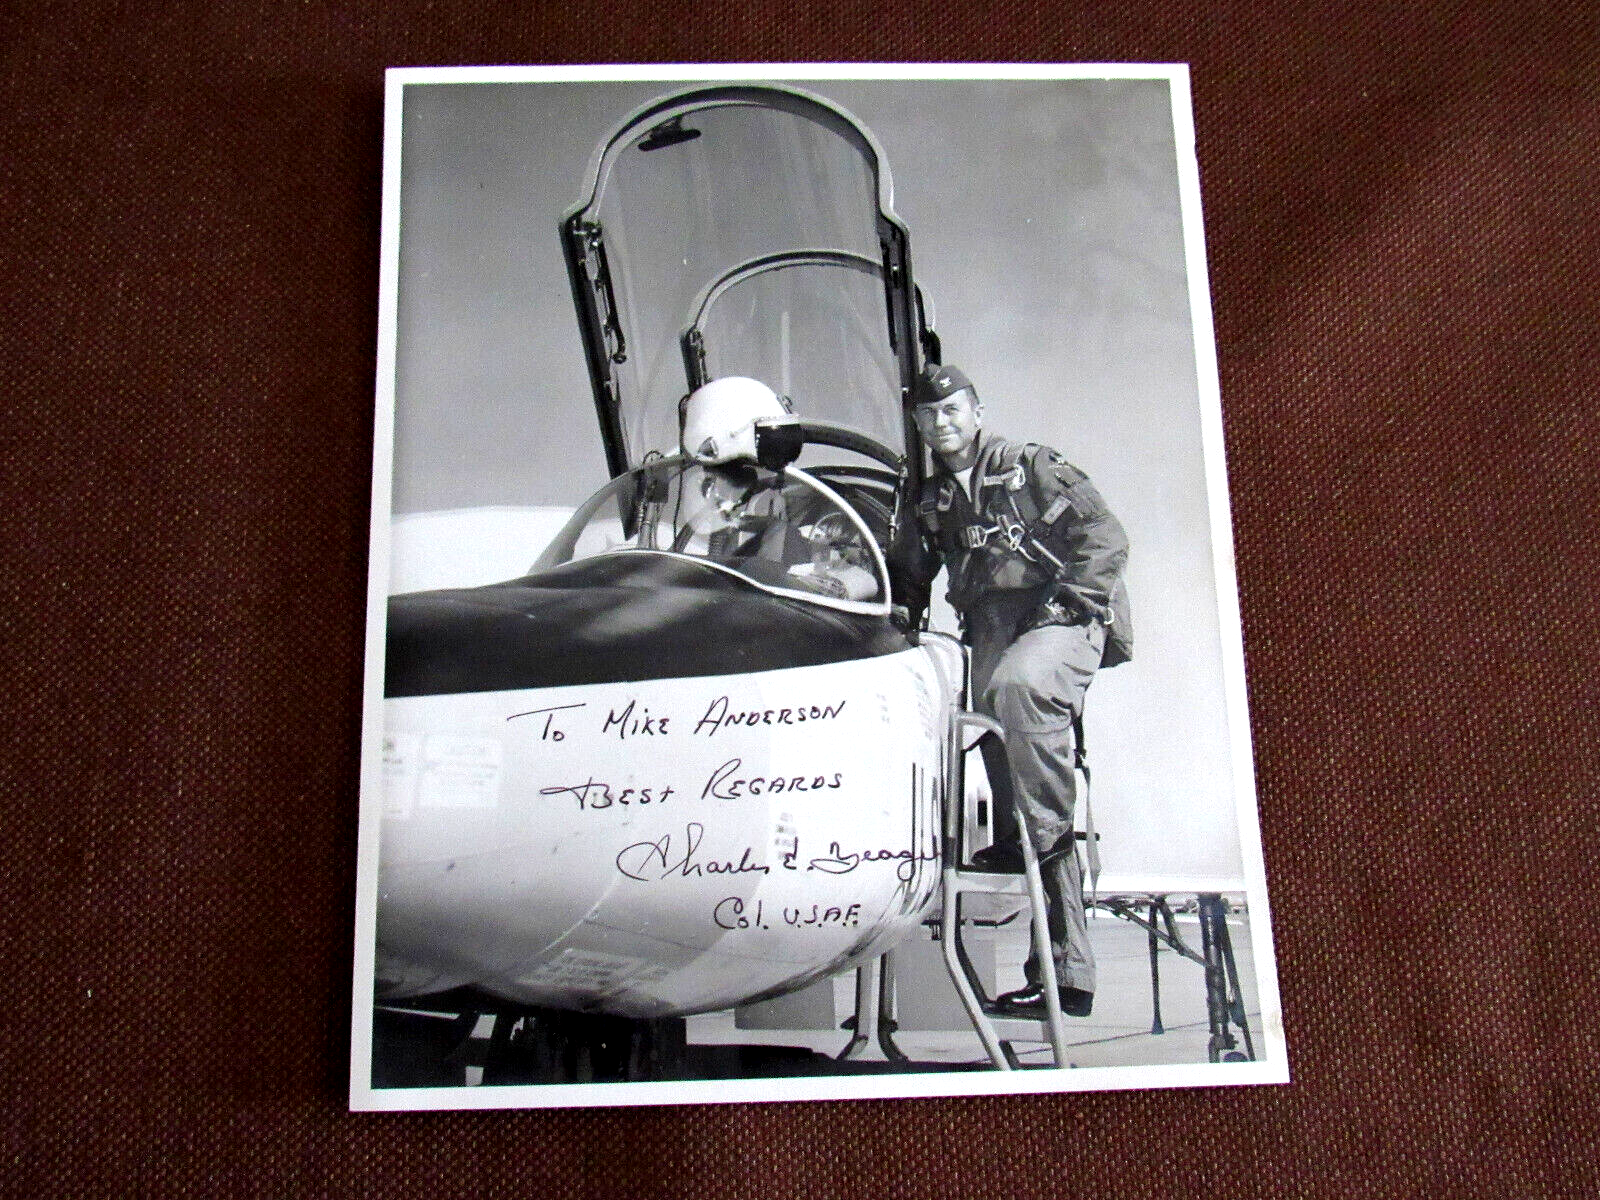 To Mike Anderson
Best Regards
Charles E. Yeager
Col. U.S.A.F.